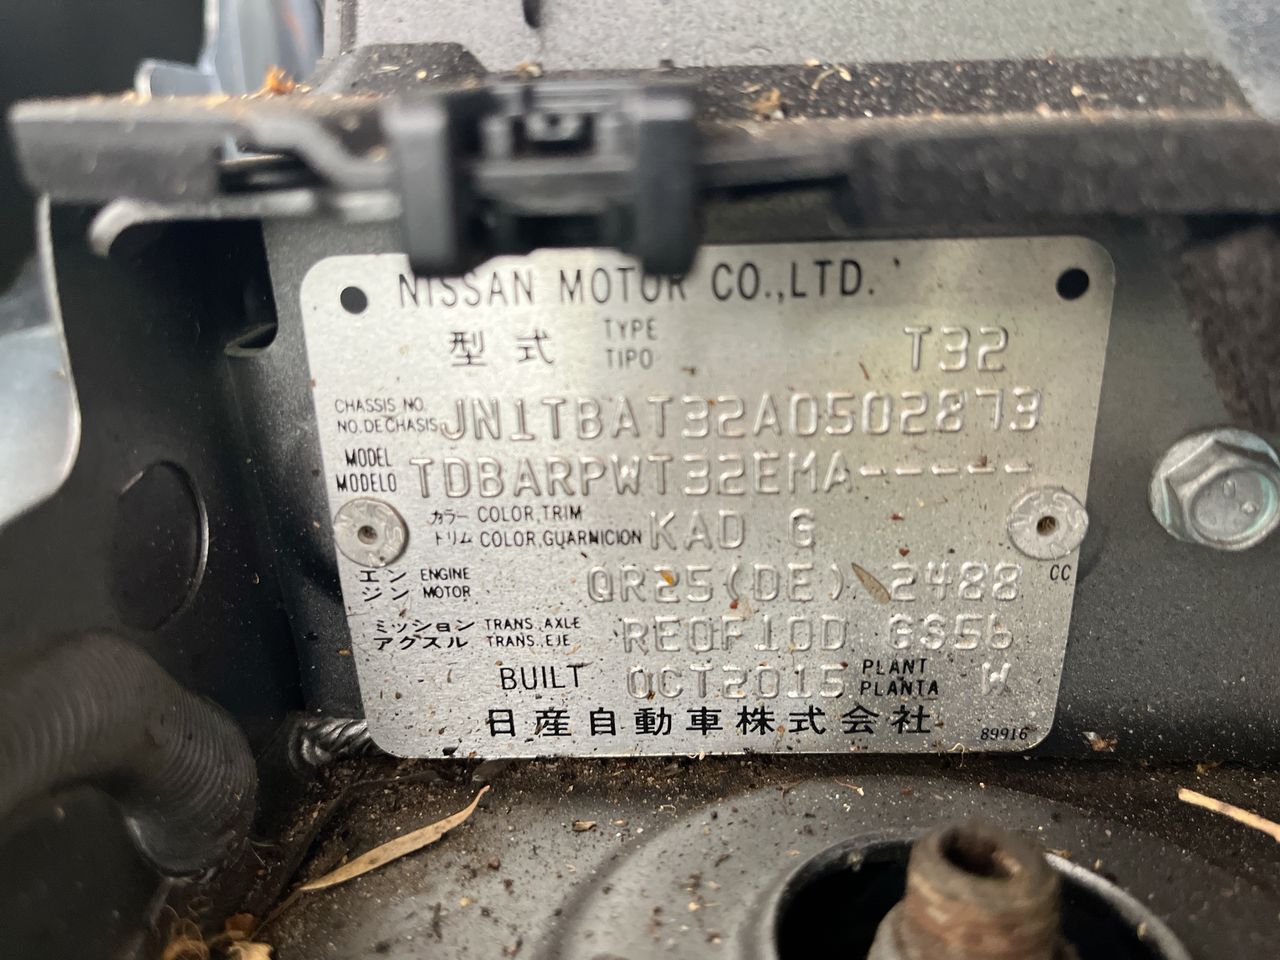 NISSAN MOTOR CO.,LTD.
型式 TYPE TIPO T32
CHASSIS NO. NO.DE CHASIS JN1TBAT32A0502873
MODEL MODELO TDBARPWT32EMA-----
カラー COLOR,TRIM トリム COLOR,GUARNICION KAD G
エンジン ENGINE MOTOR QR25(DE) 2488 CC
ミッション TRANS.,AXLE アクスル TRANS.,EJE RE0F10D GS5b
BUILT OCT2015 PLANT PLANTA W
日産自動車株式会社 89916